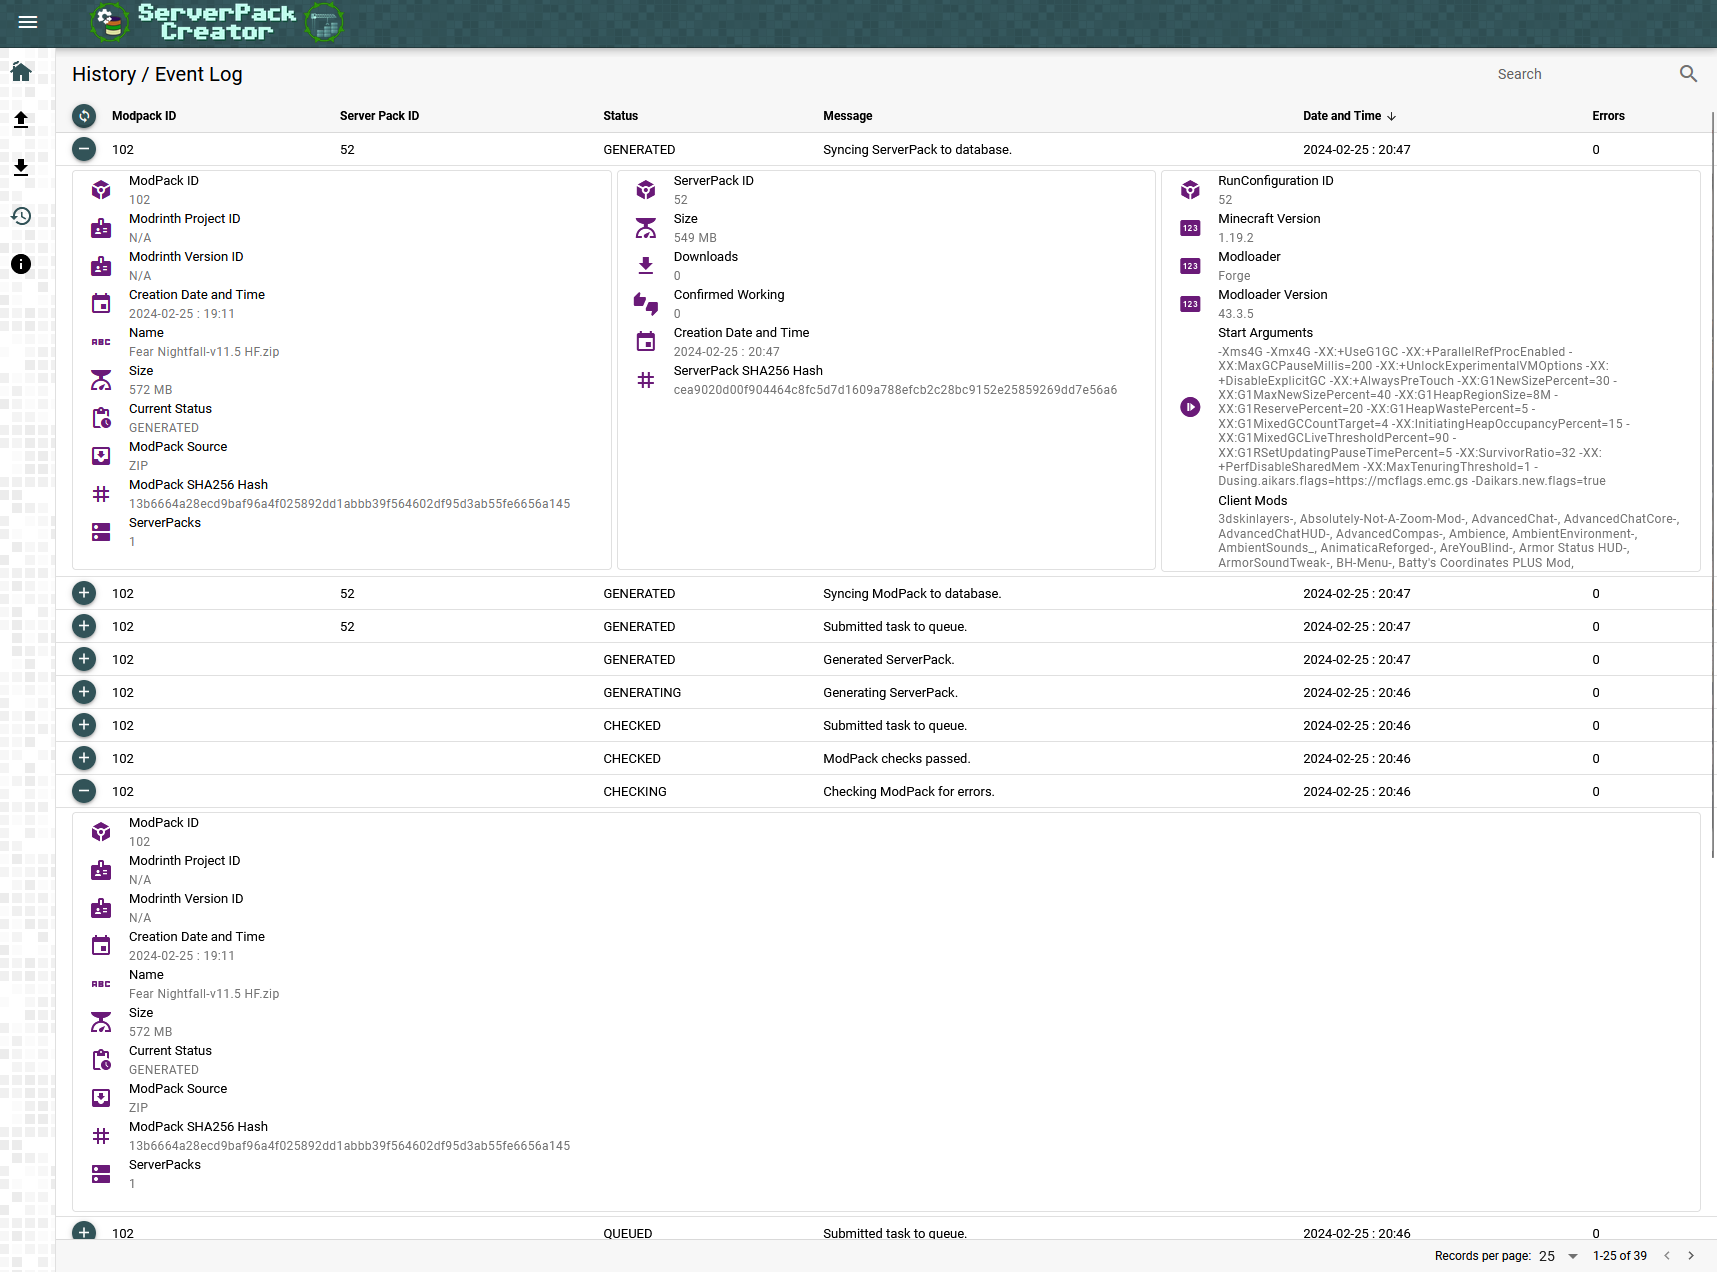 ServerPack
Creator
History / Event Log
Search
Modpack ID Server Pack ID Status Message Date and Time Errors
102 52 GENERATED Syncing ServerPack to database. 2024-02-25 : 20:47 0
ModPack ID
102
Modrinth Project ID
N/A
Modrinth Version ID
N/A
Creation Date and Time
2024-02-25 : 19:11
ABC
Name
Fear Nightfall-v11.5 HF.zip
Size
572 MB
Current Status
GENERATED
ModPack Source
ZIP
ModPack SHA256 Hash
13b6664a28ecd9baf96a4f025892dd1abbb39f564602df95d3ab55fe6656a145
ServerPacks
1
ServerPack ID
52
Size
549 MB
Downloads
0
Confirmed Working
0
Creation Date and Time
2024-02-25 : 20:47
ServerPack SHA256 Hash
cea9020d00f904464c8fc5d7d1609a788efcb2c28bc9152e25859269dd7e56a6
RunConfiguration ID
52
123
Minecraft Version
1.19.2
123
Modloader
Forge
123
Modloader Version
43.3.5
Start Arguments
-Xms4G -Xmx4G -XX:+UseG1GC -XX:+ParallelRefProcEnabled -
XX:MaxGCPauseMillis=200 -XX:+UnlockExperimentalVMOptions -XX:
+DisableExplicitGC -XX:+AlwaysPreTouch -XX:G1NewSizePercent=30 -
XX:G1MaxNewSizePercent=40 -XX:G1HeapRegionSize=8M -
XX:G1ReservePercent=20 -XX:G1HeapWastePercent=5 -
XX:G1MixedGCCountTarget=4 -XX:InitiatingHeapOccupancyPercent=15 -
XX:G1MixedGCLiveThresholdPercent=90 -
XX:G1RSetUpdatingPauseTimePercent=5 -XX:SurvivorRatio=32 -XX:
+PerfDisableSharedMem -XX:MaxTenuringThreshold=1 -
Dusing.aikars.flags=https://mcflags.emc.gs -Daikars.new.flags=true
Client Mods
3dskinlayers-, Absolutely-Not-A-Zoom-Mod-, AdvancedChat-, AdvancedChatCore-,
AdvancedChatHUD-, AdvancedCompas-, Ambience, AmbientEnvironment-,
AmbientSounds_, AnimaticaReforged-, AreYouBlind-, Armor Status HUD-,
ArmorSoundTweak-, BH-Menu-, Batty's Coordinates PLUS Mod,
102 52 GENERATED Syncing ModPack to database. 2024-02-25 : 20:47 0
102 52 GENERATED Submitted task to queue. 2024-02-25 : 20:47 0
102 GENERATED Generated ServerPack. 2024-02-25 : 20:47 0
102 GENERATING Generating ServerPack. 2024-02-25 : 20:46 0
102 CHECKED Submitted task to queue. 2024-02-25 : 20:46 0
102 CHECKED ModPack checks passed. 2024-02-25 : 20:46 0
102 CHECKING Checking ModPack for errors. 2024-02-25 : 20:46 0
ModPack ID
102
Modrinth Project ID
N/A
Modrinth Version ID
N/A
Creation Date and Time
2024-02-25 : 19:11
ABC
Name
Fear Nightfall-v11.5 HF.zip
Size
572 MB
Current Status
GENERATED
ModPack Source
ZIP
ModPack SHA256 Hash
13b6664a28ecd9baf96a4f025892dd1abbb39f564602df95d3ab55fe6656a145
ServerPacks
1
102 QUEUED Submitted task to queue. 2024-02-25 : 20:46 0
Records per page: 25 1-25 of 39